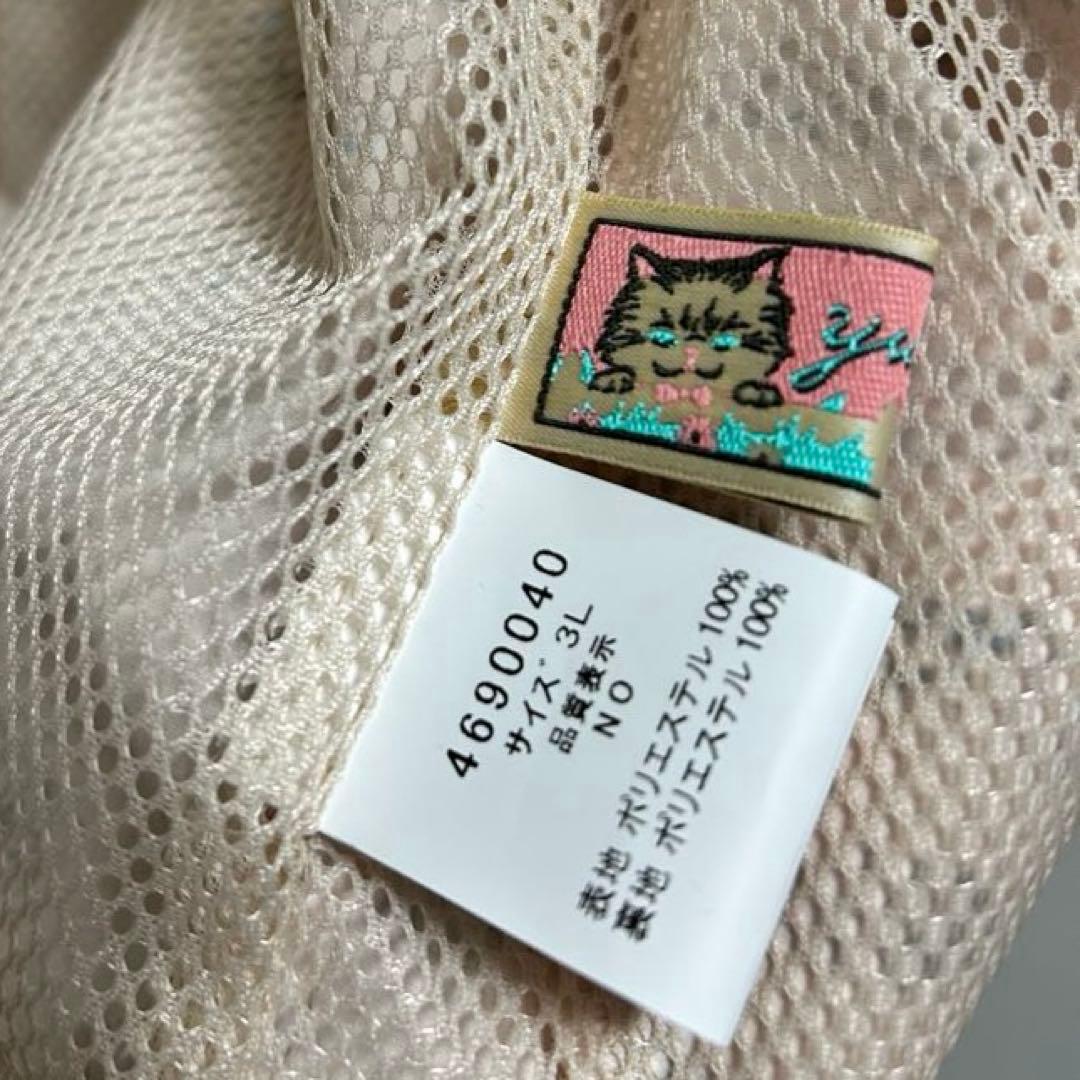 yu
4690040
サイズ 3L
品質表示
NO
表地 ポリエステル 100%
裏地 ポリエステル 100%